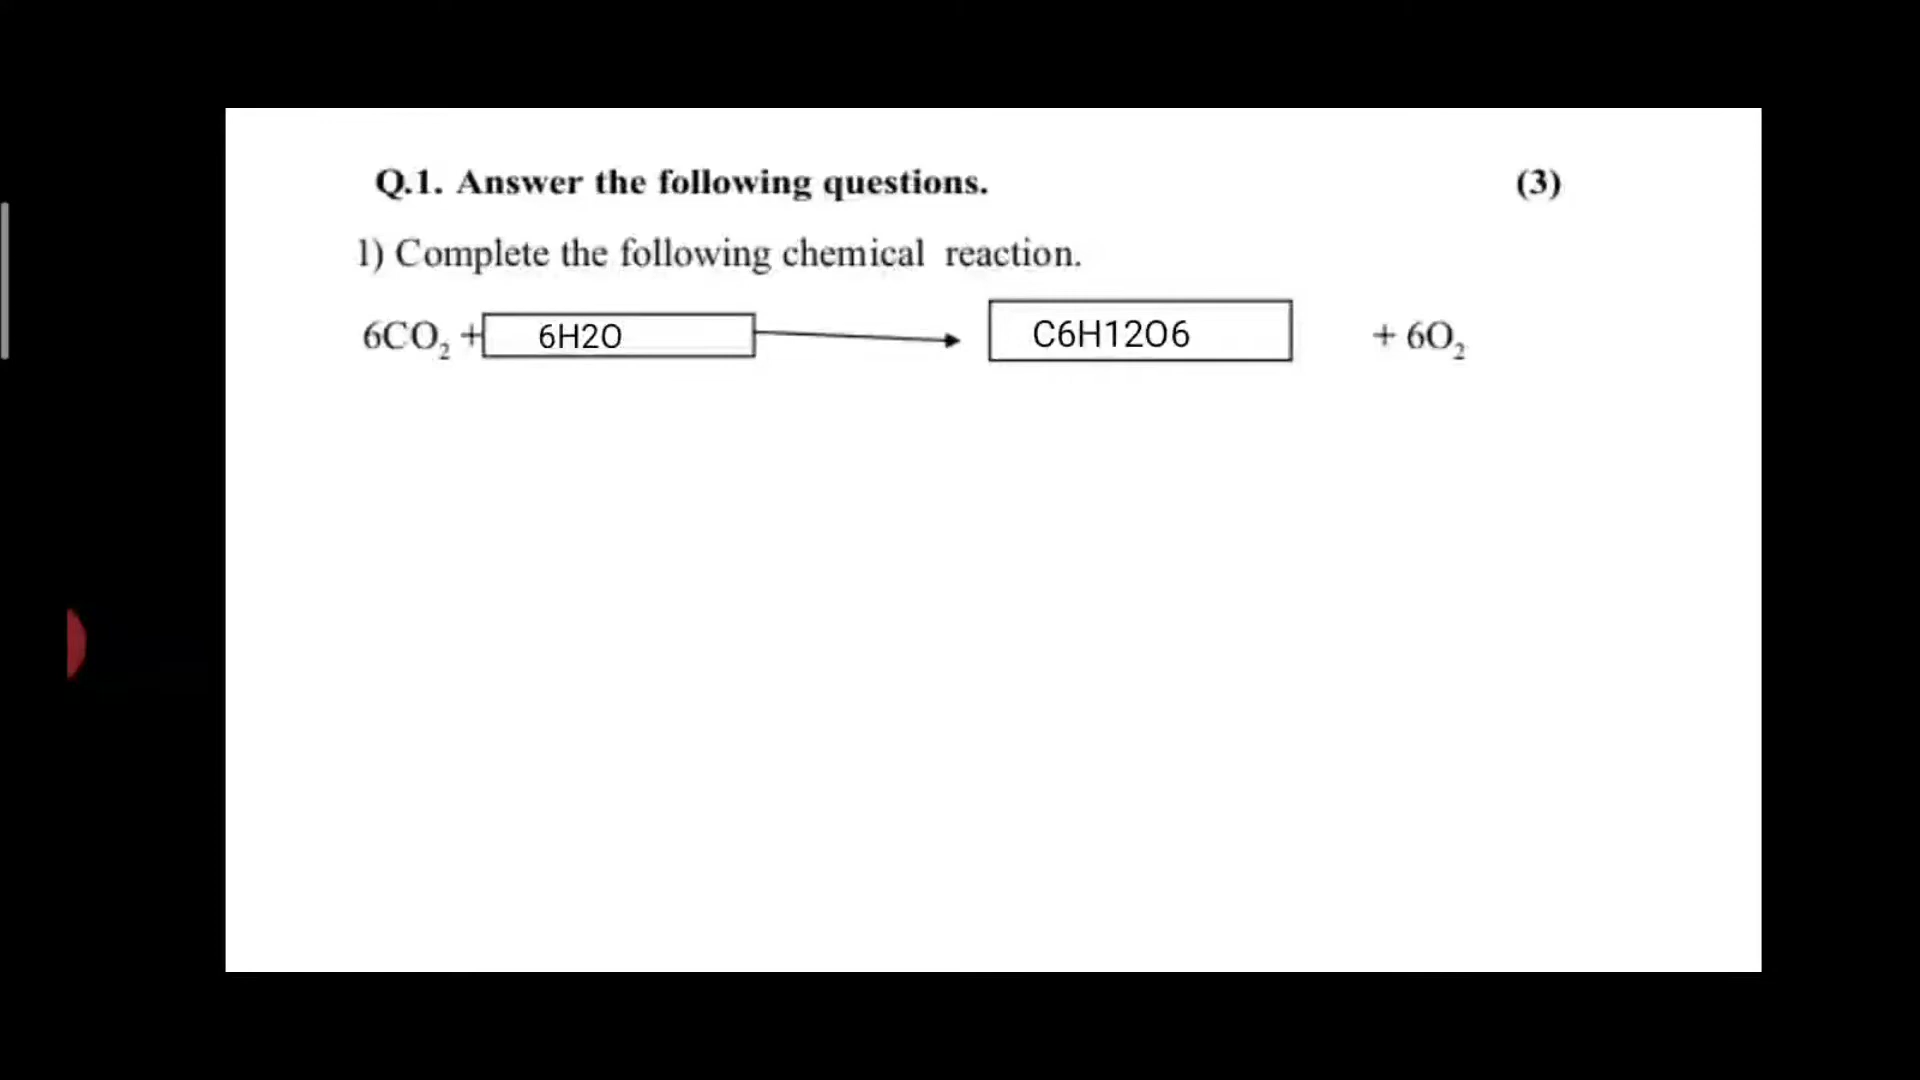 Q.1. Answer the following questions. (3)
1) Complete the following chemical reaction.
6CO₂ + 6H2O C6H12O6 + 6O₂